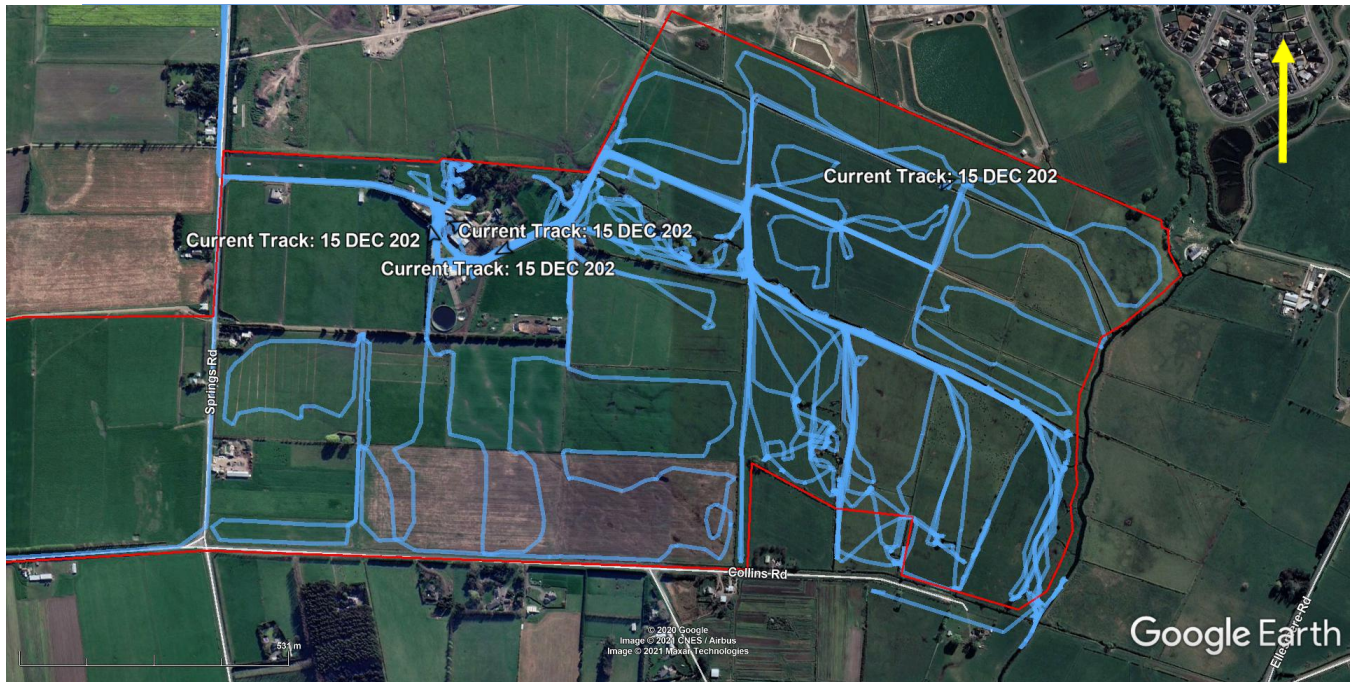 Current Track: 15 DEC 202
Current Track: 15 DEC 202
Current Track: 15 DEC 202
Current Track: 15 DEC 202
Springs Rd
Collins Rd
Ellesmere Rd
531 m
© 2020 Google
Image © 2021 CNES / Airbus
Image © 2021 Maxar Technologies
Google Earth